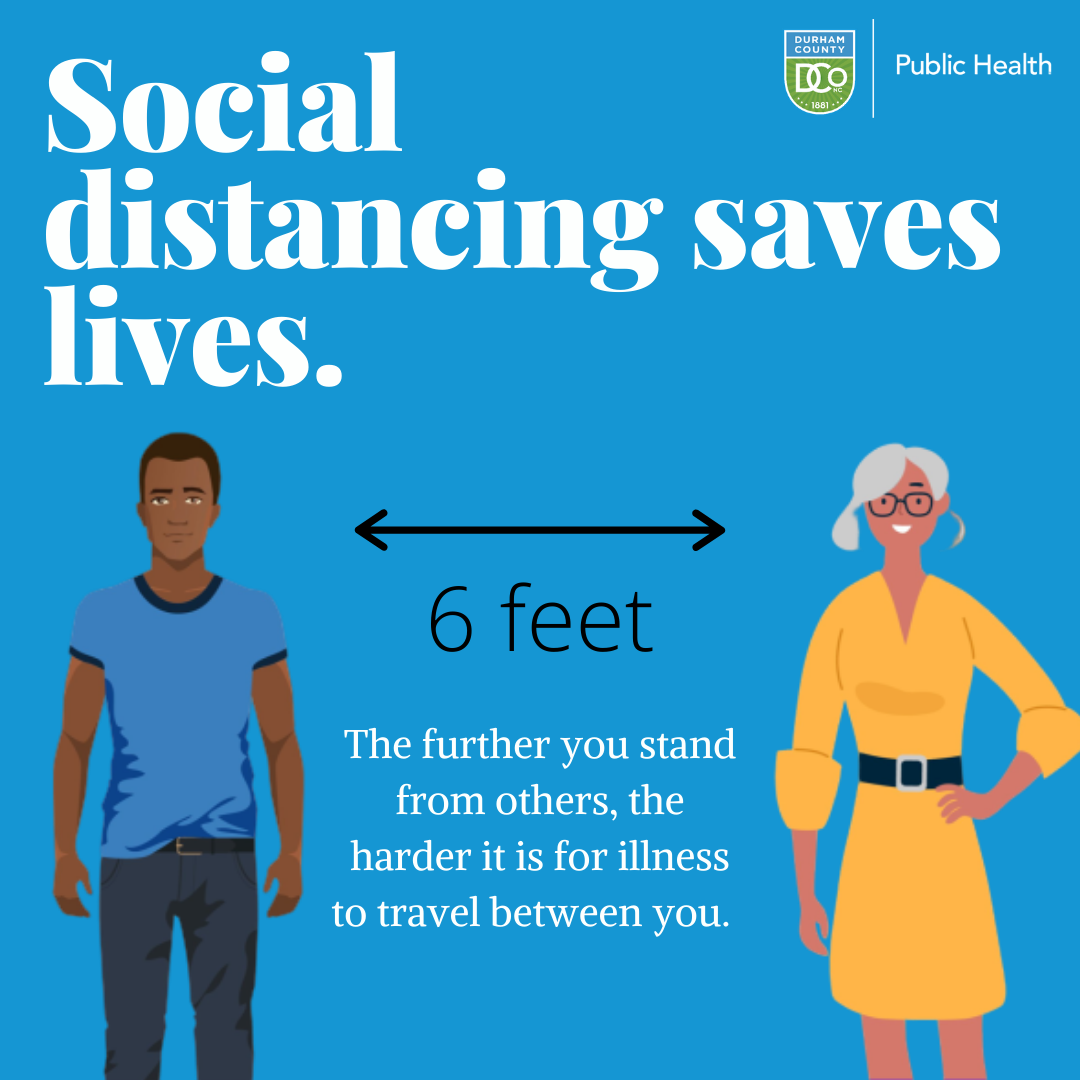 DURHAM
COUNTY
DCo
NC
1881
Public Health
Social
distancing saves
lives.
6 feet
The further you stand
from others, the
harder it is for illness
to travel between you.